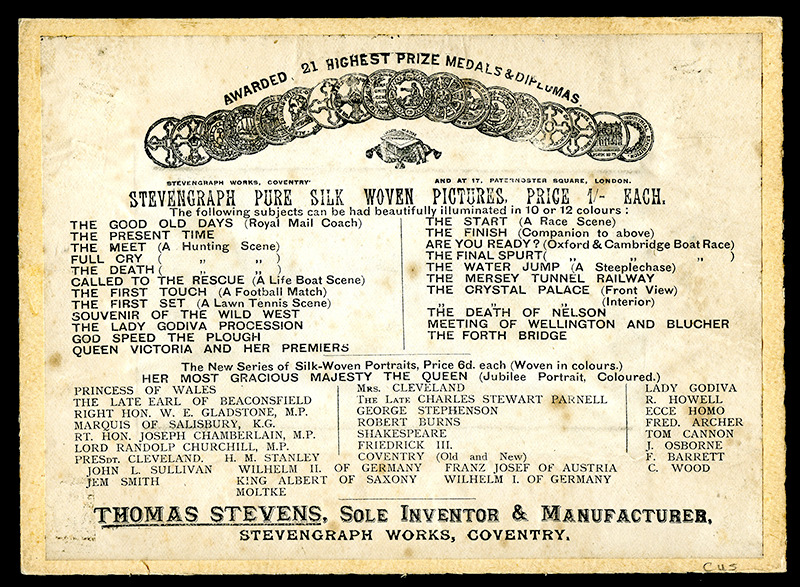 AWARDED, 21 HIGHEST PRIZE MEDALS & DIPLOMAS
STEVENGRAPH WORKS, COVENTRY· AND AT 17, PATERNOSTER SQUARE, LONDON.
STEVENGRAPH PURE SILK WOVEN PICTURES, PRICE 1/- EACH.
The following subjects can be had beautifully illuminated in 10 or 12 colours :
THE GOOD OLD DAYS (Royal Mail Coach)
THE PRESENT TIME
THE MEET (A Hunting Scene)
FULL CRY ( „ „ )
THE DEATH ( „ „ )
CALLED TO THE RESCUE (A Life Boat Scene)
THE FIRST TOUCH (A Football Match)
THE FIRST SET (A Lawn Tennis Scene)
SOUVENIR OF THE WILD WEST
THE LADY GODIVA PROCESSION
GOD SPEED THE PLOUGH
QUEEN VICTORIA AND HER PREMIERS
THE START (A Race Scene)
THE FINISH (Companion to above)
ARE YOU READY? (Oxford & Cambridge Boat Race)
THE FINAL SPURT ( „ „ „ )
THE WATER JUMP (A Steeplechase)
THE MERSEY TUNNEL RAILWAY
THE CRYSTAL PALACE (Front View)
„ „ „ (Interior)
THE DEATH OF NELSON
MEETING OF WELLINGTON AND BLUCHER
THE FORTH BRIDGE
The New Series of Silk-Woven Portraits, Price 6d. each (Woven in colours.)
HER MOST GRACIOUS MAJESTY THE QUEEN (Jubilee Portrait, Coloured.)
PRINCESS OF WALES
THE LATE EARL OF BEACONSFIELD
RIGHT HON. W. E. GLADSTONE, M.P.
MARQUIS OF SALISBURY, K.G.
RT. HON. JOSEPH CHAMBERLAIN, M.P.
LORD RANDOLP CHURCHILL, M.P.
PRESDT. CLEVELAND. H. M. STANLEY
MRS. CLEVELAND
THE LATE CHARLES STEWART PARNELL
GEORGE STEPHENSON
ROBERT BURNS
SHAKESPEARE
FRIEDRICK III.
COVENTRY (Old and New)
JOHN L. SULLIVAN WILHELM II. OF GERMANY FRANZ JOSEF OF AUSTRIA
JEM SMITH KING ALBERT OF SAXONY WILHELM I. OF GERMANY
MOLTKE
LADY GODIVA
R. HOWELL
ECCE HOMO
FRED. ARCHER
TOM CANNON
J. OSBORNE
F. BARRETT
C. WOOD
THOMAS STEVENS, SOLE INVENTOR & MANUFACTURER,
STEVENGRAPH WORKS, COVENTRY.
CUS